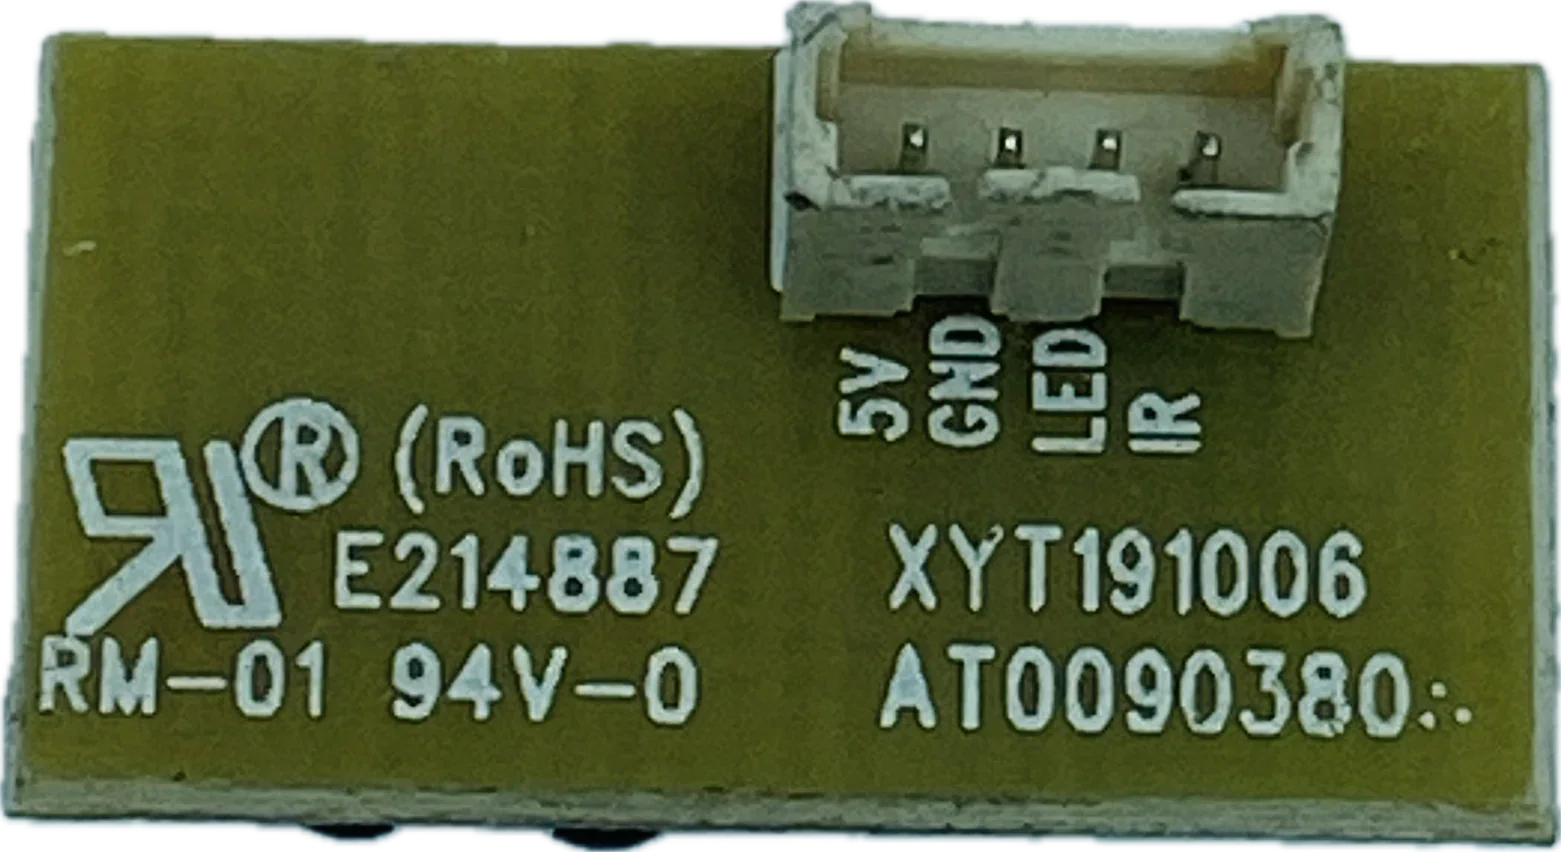 5V
GND
LED
IR
® (RoHS)
E214887
RM-01 94V-0
XYT191006
AT0090380